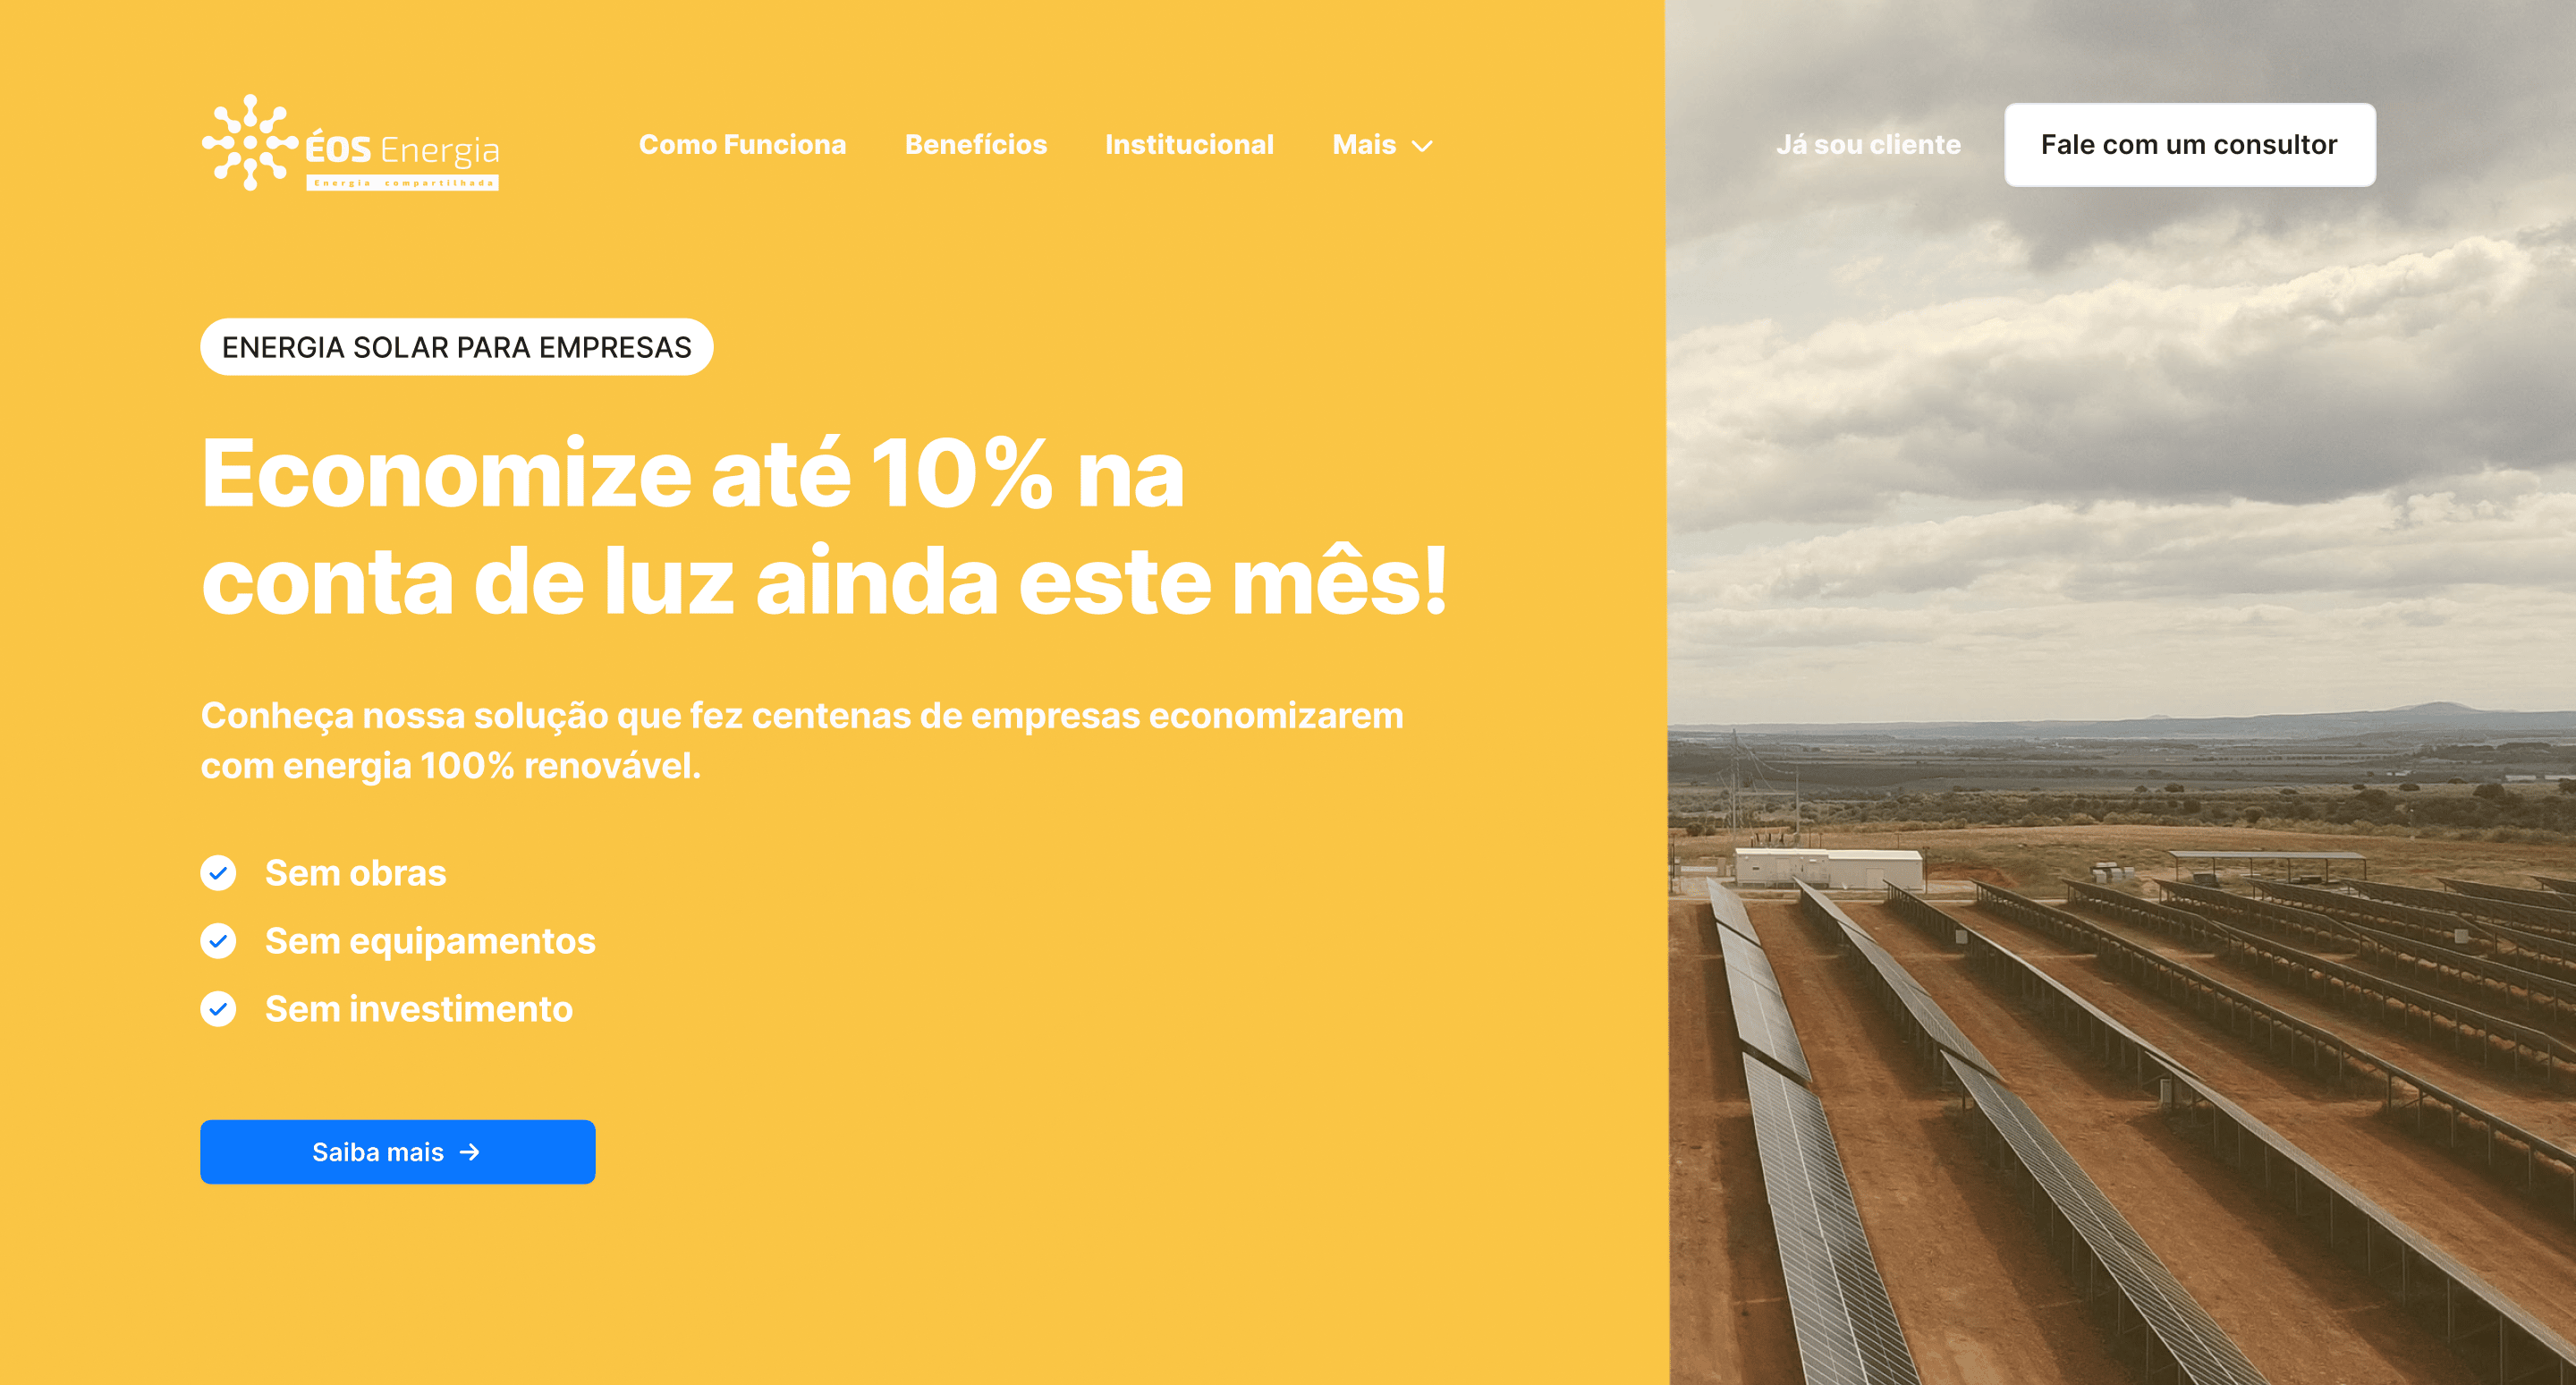 ÉOS Energia
Energia compartilhada
Como Funciona
Benefícios
Institucional
Mais
Já sou cliente
Fale com um consultor
ENERGIA SOLAR PARA EMPRESAS
Economize até 10% na
conta de luz ainda este mês!
Conheça nossa solução que fez centenas de empresas economizarem
com energia 100% renovável.
Sem obras
Sem equipamentos
Sem investimento
Saiba mais